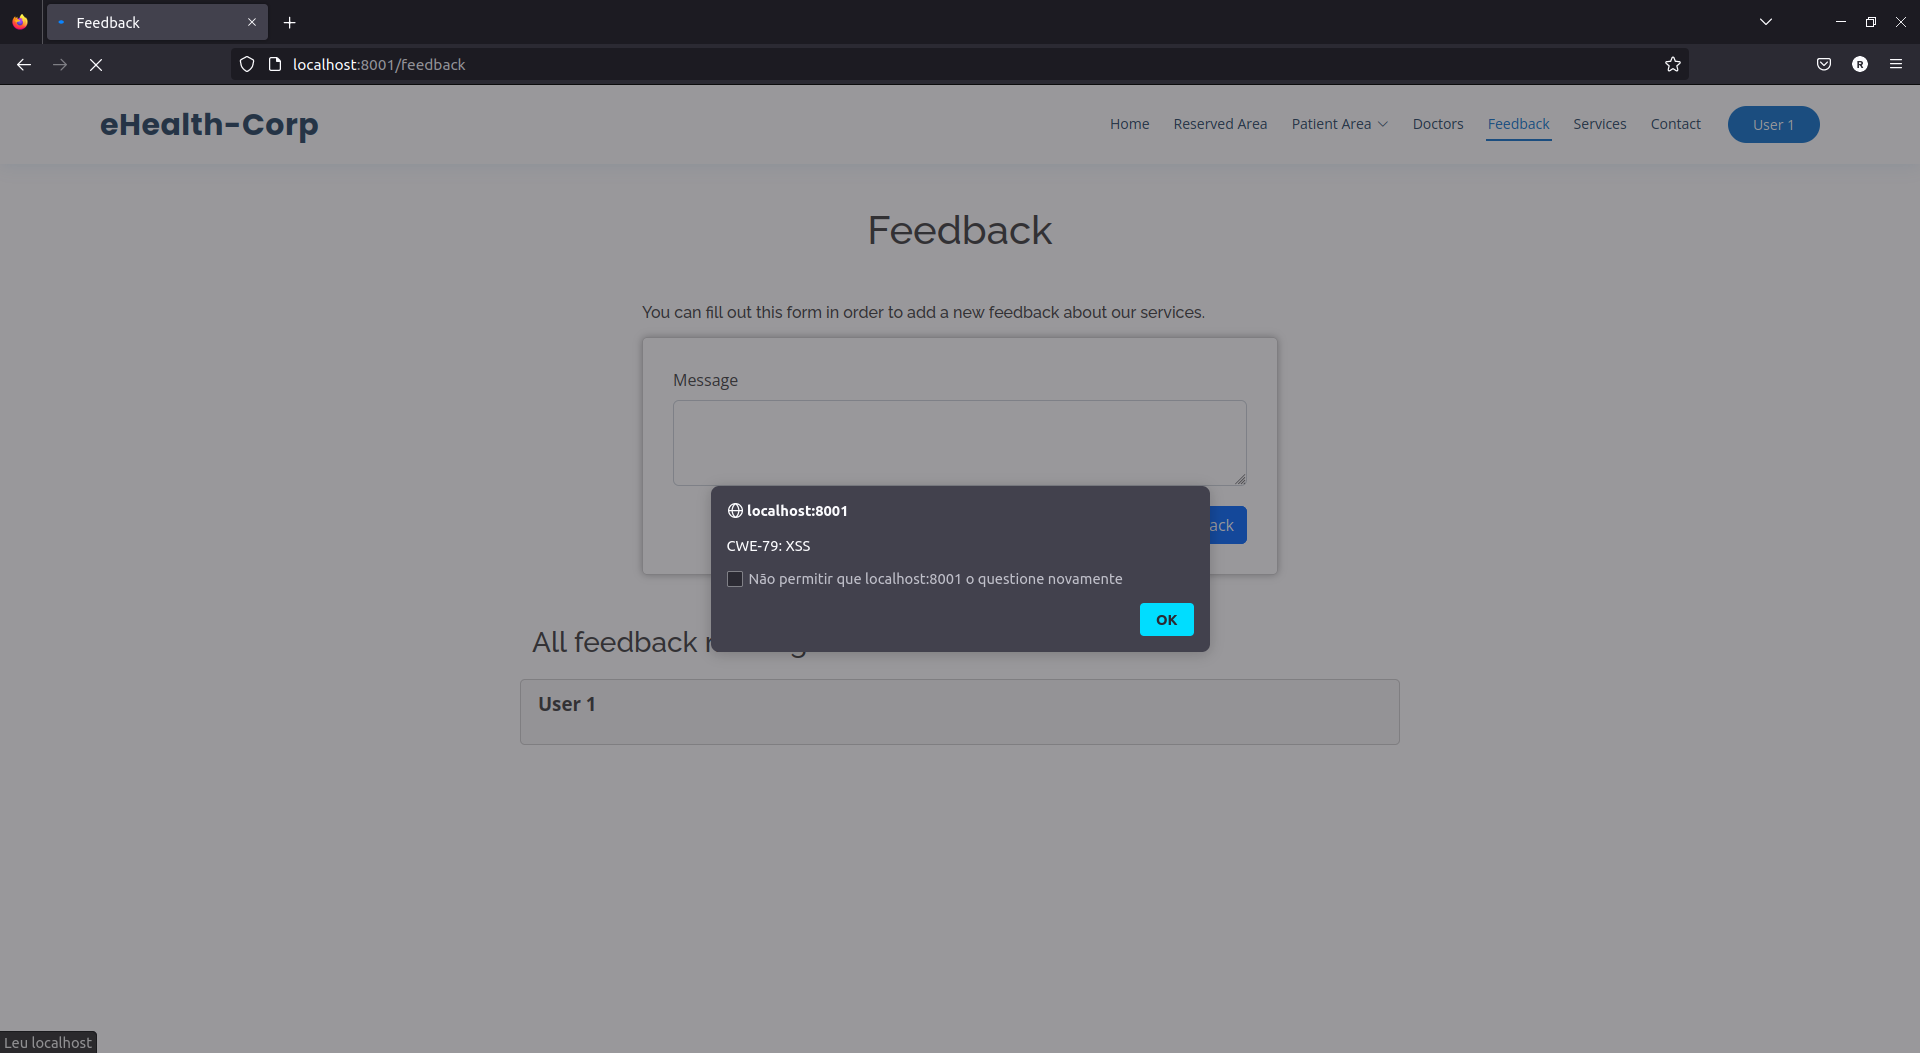 Feedback
localhost:8001/feedback
R
eHealth-Corp
Home Reserved Area Patient Area Doctors Feedback Services Contact User 1
Feedback
You can fill out this form in order to add a new feedback about our services.
Message
localhost:8001
CWE-79: XSS
ack
Não permitir que localhost:8001 o questione novamente
OK
All feedback
User 1
Leu localhost